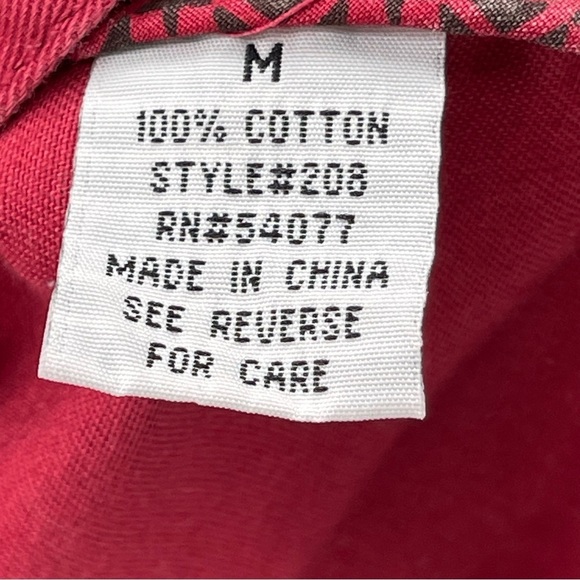 M
100% COTTON
STYLE#208
RN#54077
MADE IN CHINA
SEE REVERSE
FOR CARE